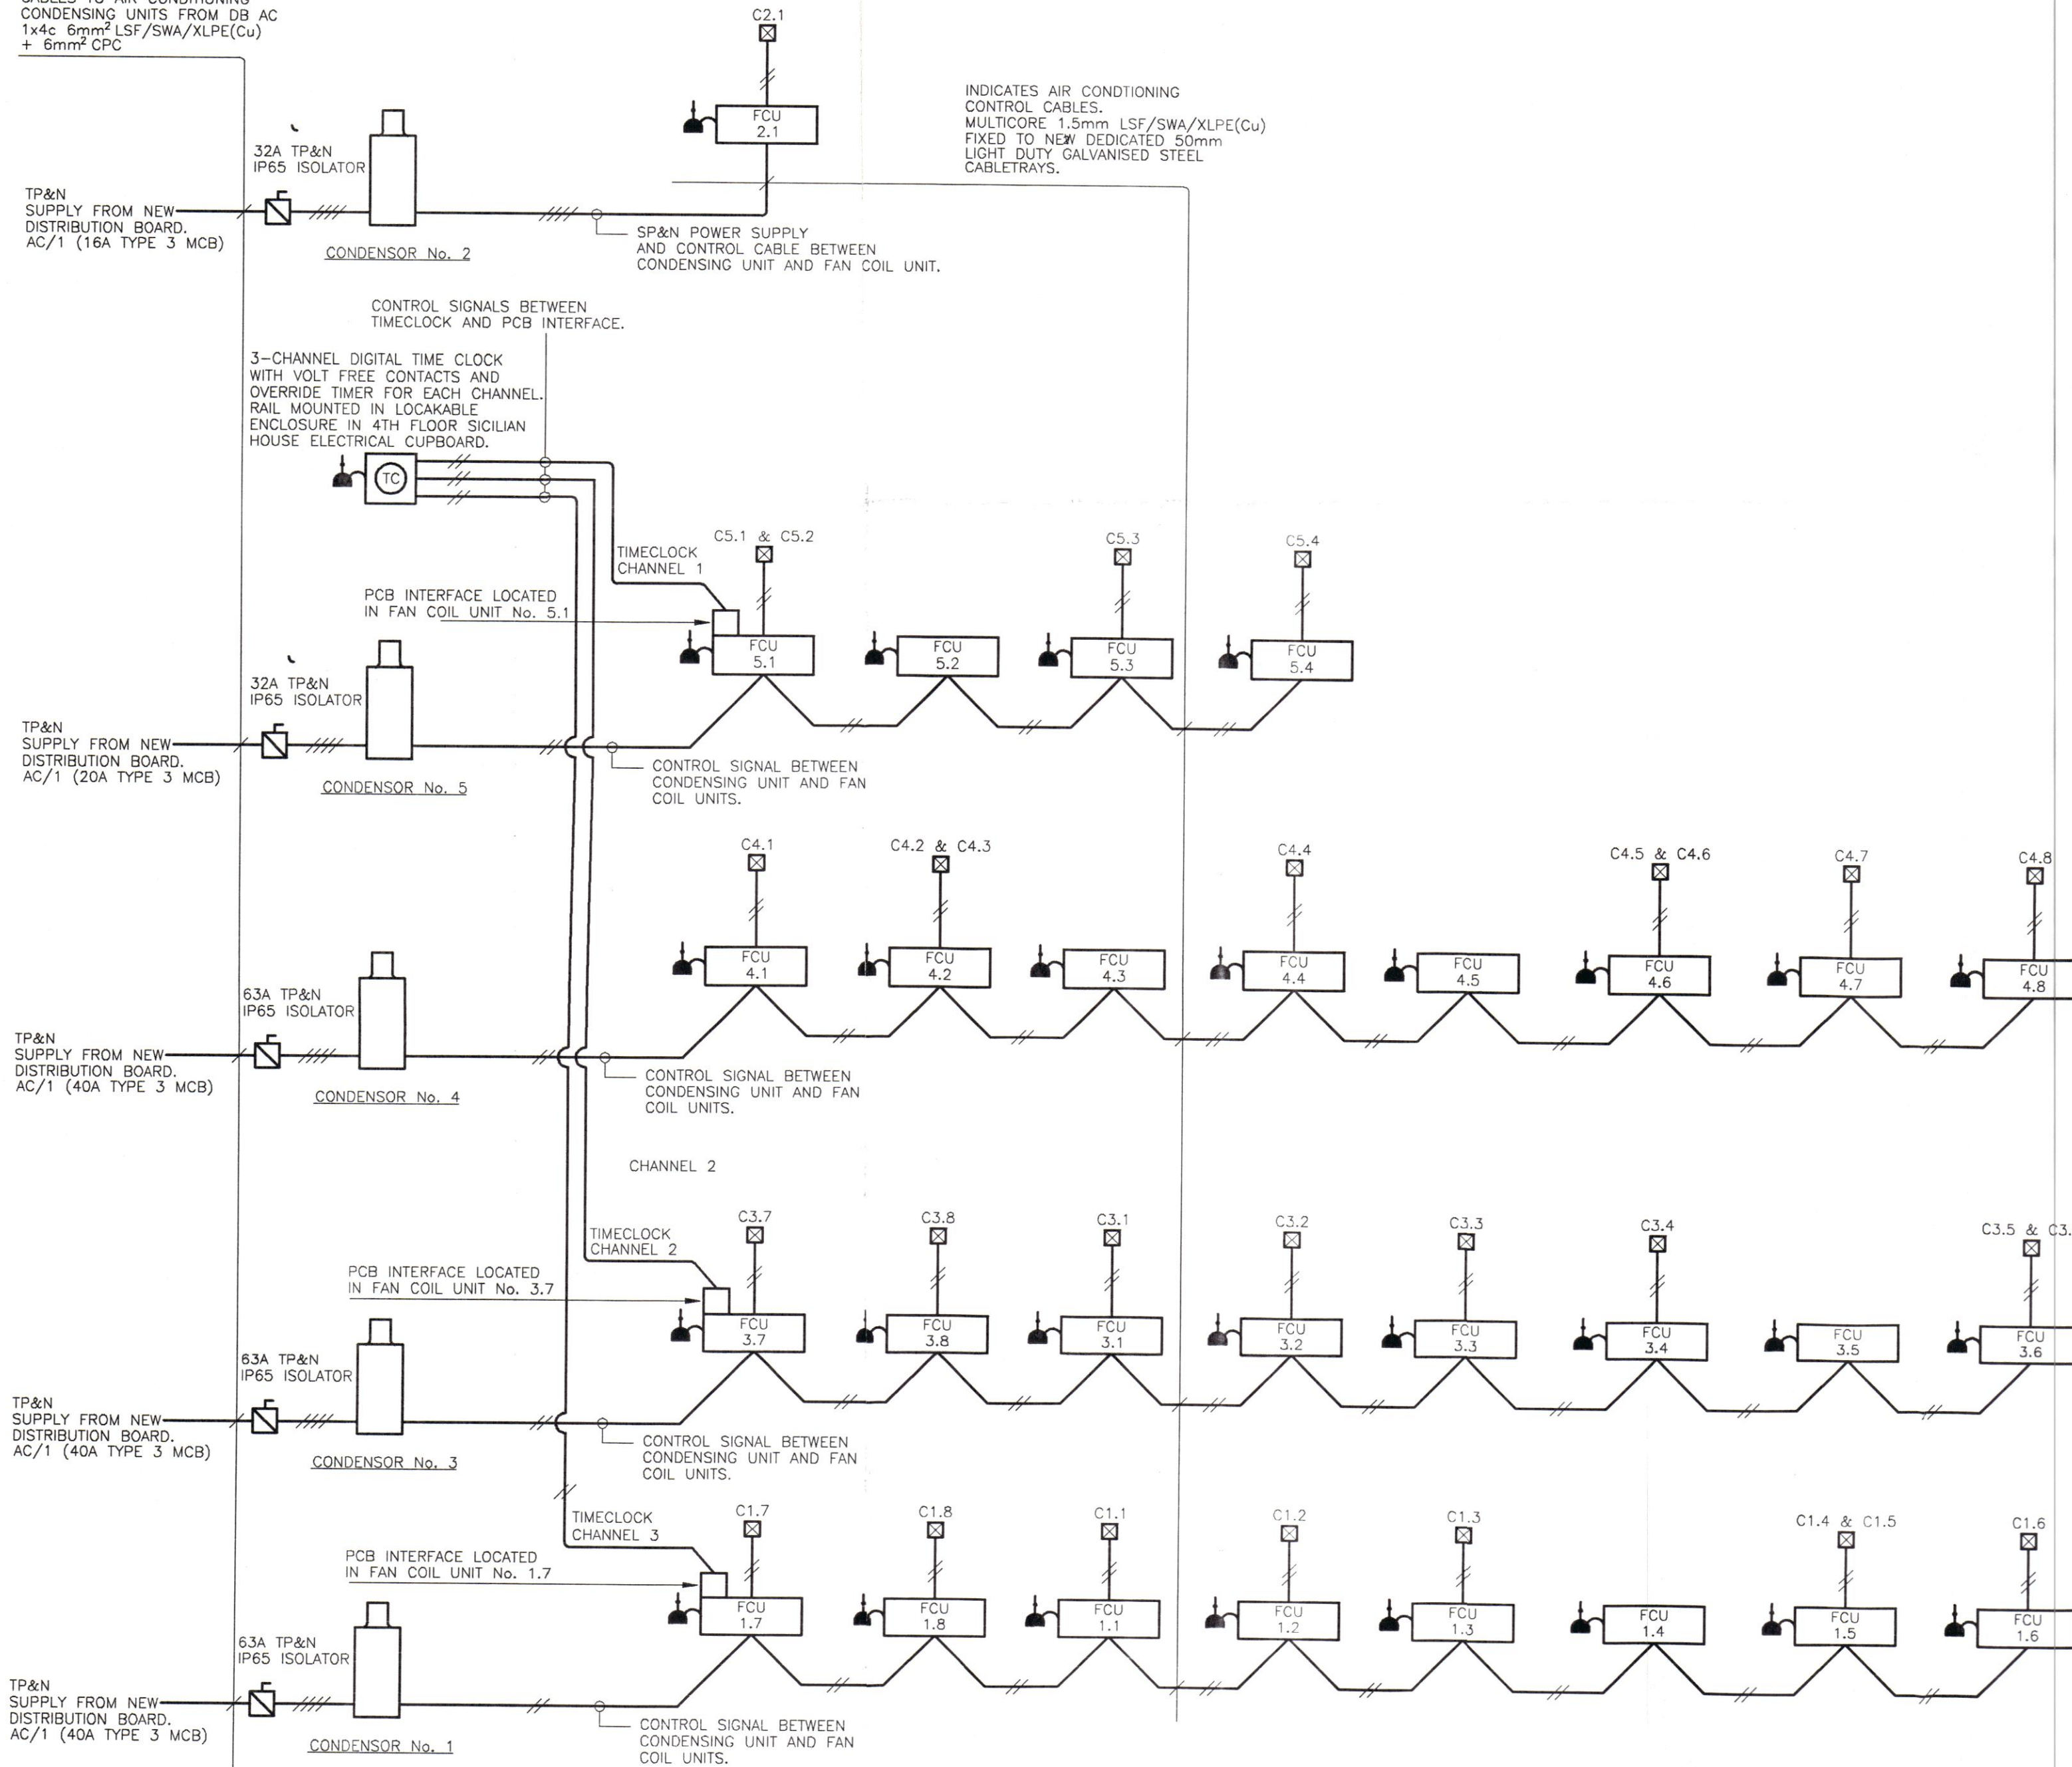 CABLES TO AIR CONDITIONING
CONDENSING UNITS FROM DB AC
1x4c 6mm² LSF/SWA/XLPE(Cu)
+ 6mm² CPC
C2.1
FCU
2.1
INDICATES AIR CONDTIONING
CONTROL CABLES.
MULTICORE 1.5mm LSF/SWA/XLPE(Cu)
FIXED TO NEW DEDICATED 50mm
LIGHT DUTY GALVANISED STEEL
CABLETRAYS.
32A TP&N
IP65 ISOLATOR
TP&N
SUPPLY FROM NEW
DISTRIBUTION BOARD.
AC/1 (16A TYPE 3 MCB)
CONDENSOR No. 2
SP&N POWER SUPPLY
AND CONTROL CABLE BETWEEN
CONDENSING UNIT AND FAN COIL UNIT.
CONTROL SIGNALS BETWEEN
TIMECLOCK AND PCB INTERFACE.
3-CHANNEL DIGITAL TIME CLOCK
WITH VOLT FREE CONTACTS AND
OVERRIDE TIMER FOR EACH CHANNEL.
RAIL MOUNTED IN LOCAKABLE
ENCLOSURE IN 4TH FLOOR SICILIAN
HOUSE ELECTRICAL CUPBOARD.
TC
TIMECLOCK
CHANNEL 1
C5.1 & C5.2
C5.3
C5.4
PCB INTERFACE LOCATED
IN FAN COIL UNIT No. 5.1
FCU
5.1
FCU
5.2
FCU
5.3
FCU
5.4
32A TP&N
IP65 ISOLATOR
TP&N
SUPPLY FROM NEW
DISTRIBUTION BOARD.
AC/1 (20A TYPE 3 MCB)
CONDENSOR No. 5
CONTROL SIGNAL BETWEEN
CONDENSING UNIT AND FAN
COIL UNITS.
C4.1
C4.2 & C4.3
C4.4
C4.5 & C4.6
C4.7
C4.8
FCU
4.1
FCU
4.2
FCU
4.3
FCU
4.4
FCU
4.5
FCU
4.6
FCU
4.7
FCU
4.8
63A TP&N
IP65 ISOLATOR
TP&N
SUPPLY FROM NEW
DISTRIBUTION BOARD.
AC/1 (40A TYPE 3 MCB)
CONDENSOR No. 4
CONTROL SIGNAL BETWEEN
CONDENSING UNIT AND FAN
COIL UNITS.
CHANNEL 2
TIMECLOCK
CHANNEL 2
C3.7
C3.8
C3.1
C3.2
C3.3
C3.4
C3.5 & C3.
PCB INTERFACE LOCATED
IN FAN COIL UNIT No. 3.7
FCU
3.7
FCU
3.8
FCU
3.1
FCU
3.2
FCU
3.3
FCU
3.4
FCU
3.5
FCU
3.6
63A TP&N
IP65 ISOLATOR
TP&N
SUPPLY FROM NEW
DISTRIBUTION BOARD.
AC/1 (40A TYPE 3 MCB)
CONDENSOR No. 3
CONTROL SIGNAL BETWEEN
CONDENSING UNIT AND FAN
COIL UNITS.
TIMECLOCK
CHANNEL 3
C1.7
C1.8
C1.1
C1.2
C1.3
C1.4 & C1.5
C1.6
PCB INTERFACE LOCATED
IN FAN COIL UNIT No. 1.7
FCU
1.7
FCU
1.8
FCU
1.1
FCU
1.2
FCU
1.3
FCU
1.4
FCU
1.5
FCU
1.6
63A TP&N
IP65 ISOLATOR
TP&N
SUPPLY FROM NEW
DISTRIBUTION BOARD.
AC/1 (40A TYPE 3 MCB)
CONDENSOR No. 1
CONTROL SIGNAL BETWEEN
CONDENSING UNIT AND FAN
COIL UNITS.